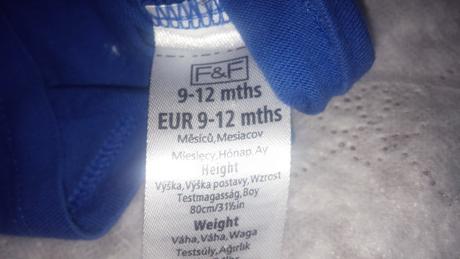 F&F
9-12 mths
EUR 9-12 mths
Měsíců, Mesiacov
Miesięcy, Hónap, Ay
Height
Výška, Výška postavy, Wzrost
Testmagasság, Boy
80cm/31½in
Weight
Váha, Váha, Waga
Testsúly, Ağırlık